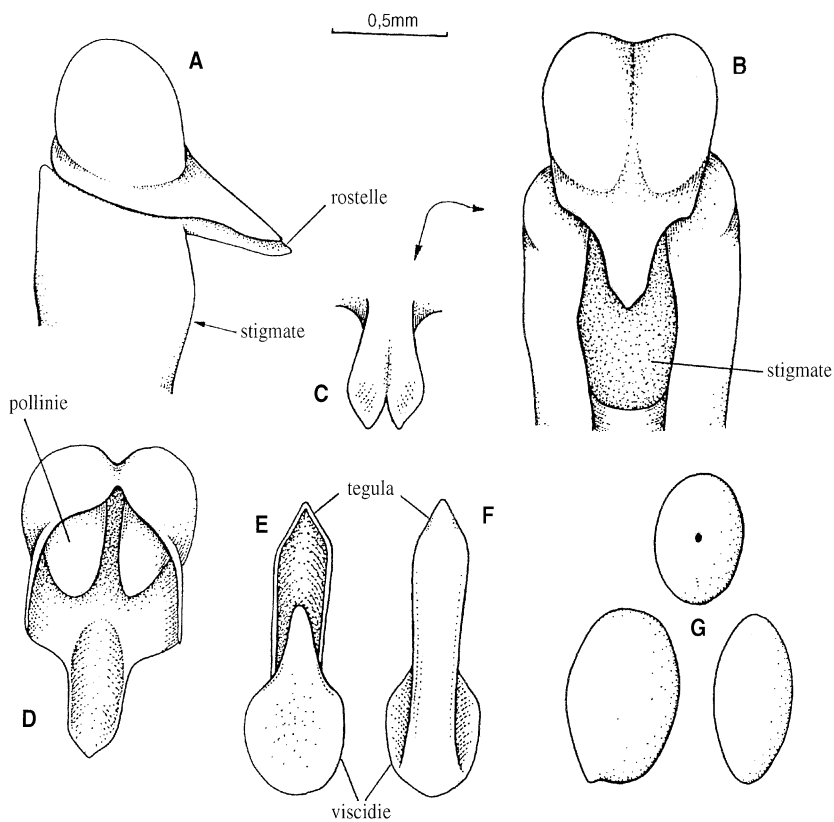 0,5mm
A
B
rostelle
stigmate
C
stigmate
pollinie
D
E
tegula
F
viscidie
G